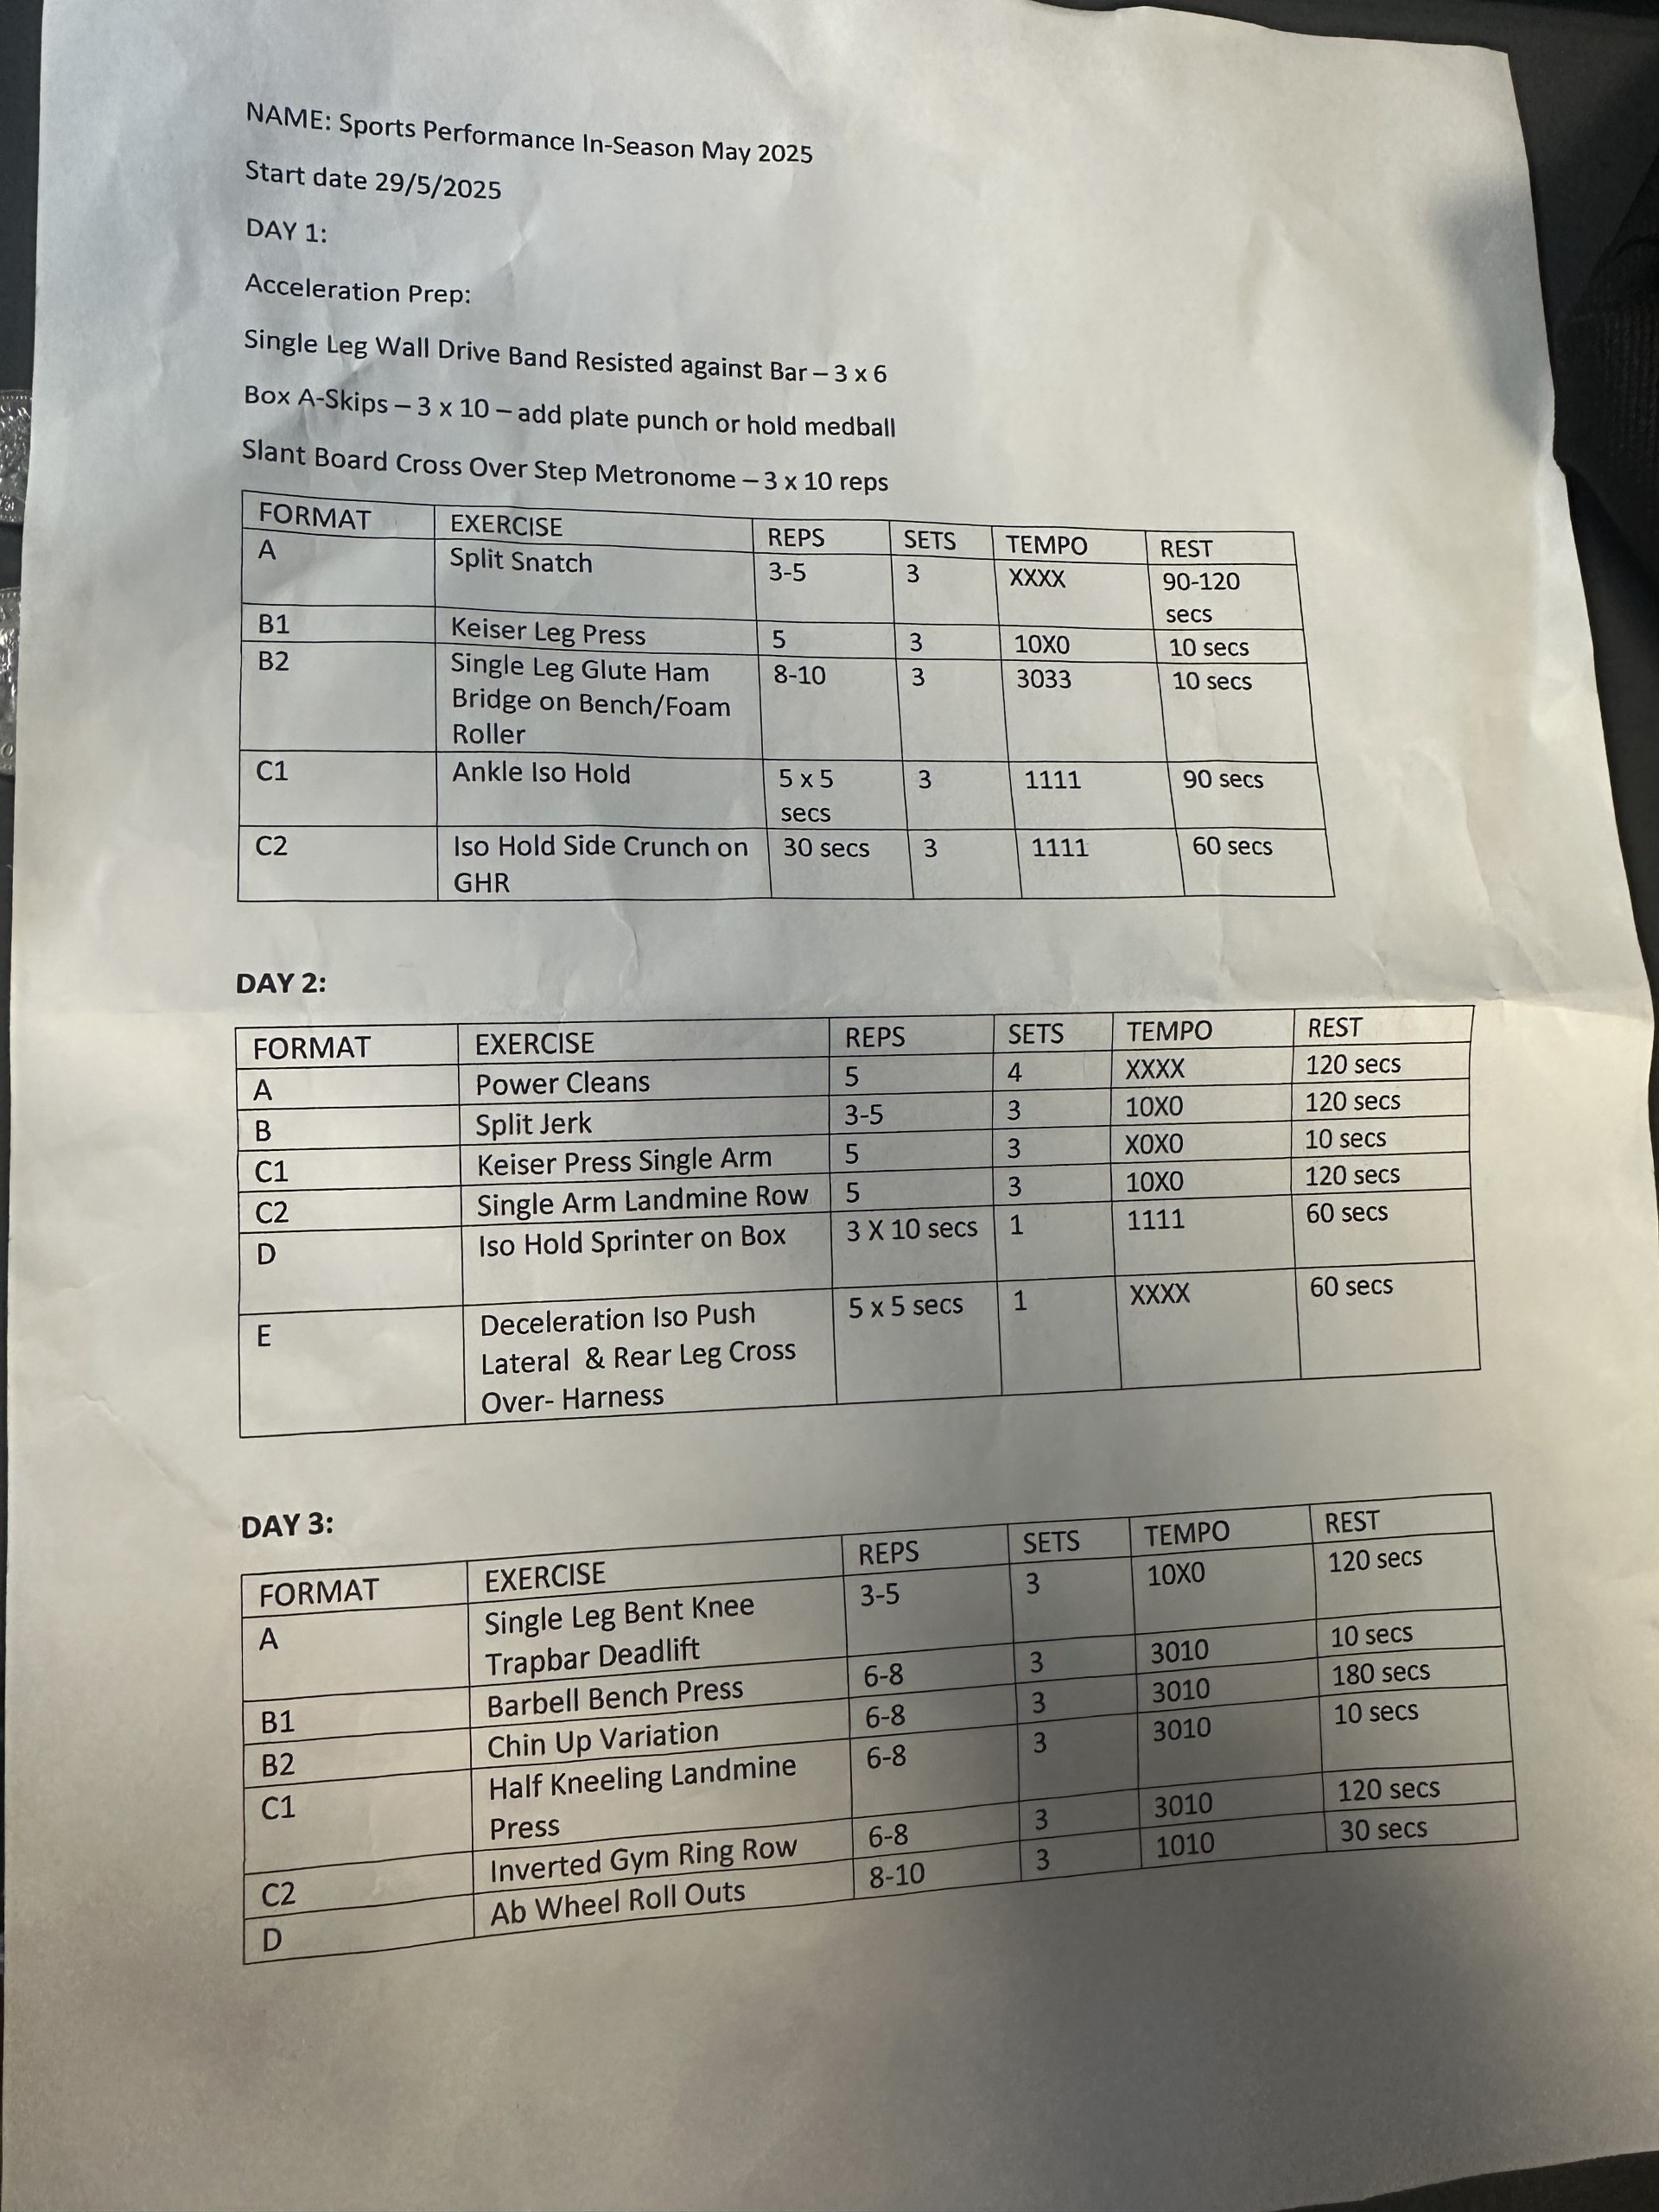 NAME: Sports Performance In-Season May 2025
Start date 29/5/2025
DAY 1:
Acceleration Prep:
Single Leg Wall Drive Band Resisted against Bar – 3 x 6
Box A-Skips – 3 x 10 – add plate punch or hold medball
Slant Board Cross Over Step Metronome – 3 x 10 reps
FORMAT EXERCISE REPS SETS TEMPO REST
A Split Snatch 3-5 3 XXXX 90-120
secs
B1 Keiser Leg Press 5 3 10X0 10 secs
B2 Single Leg Glute Ham 8-10 3 3033 10 secs
Bridge on Bench/Foam
Roller
C1 Ankle Iso Hold 5 x 5 3 1111 90 secs
secs
C2 Iso Hold Side Crunch on 30 secs 3 1111 60 secs
GHR
DAY 2:
FORMAT EXERCISE REPS SETS TEMPO REST
A Power Cleans 5 4 XXXX 120 secs
B Split Jerk 3-5 3 10X0 120 secs
C1 Keiser Press Single Arm 5 3 X0X0 10 secs
C2 Single Arm Landmine Row 5 3 10X0 120 secs
D Iso Hold Sprinter on Box 3 X 10 secs 1 1111 60 secs
E Deceleration Iso Push 5 x 5 secs 1 XXXX 60 secs
Lateral & Rear Leg Cross
Over- Harness
DAY 3:
FORMAT EXERCISE REPS SETS TEMPO REST
A Single Leg Bent Knee 3-5 3 10X0 120 secs
Trapbar Deadlift
B1 Barbell Bench Press 6-8 3 3010 10 secs
B2 Chin Up Variation 6-8 3 3010 180 secs
C1 Half Kneeling Landmine 6-8 3 3010 10 secs
Press
C2 Inverted Gym Ring Row 6-8 3 3010 120 secs
D Ab Wheel Roll Outs 8-10 3 1010 30 secs